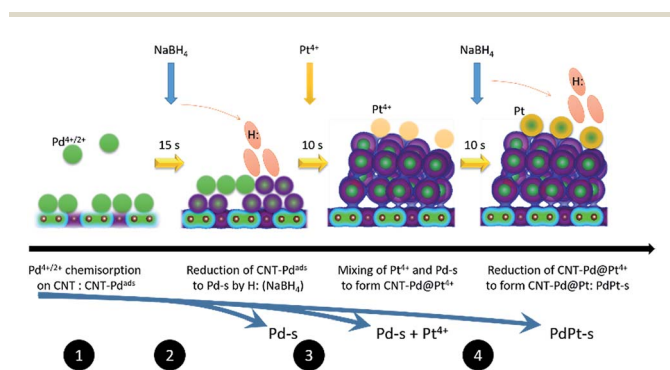 NaBH₄ Pt⁴⁺ NaBH₄
H:
Pd⁴⁺/²⁺ H: Pt⁴⁺ Pt
15 s 10 s 10 s
Pd⁴⁺/²⁺ chemisorption Reduction of CNT-Pdᵃᵈˢ Mixing of Pt⁴⁺ and Pd-s Reduction of CNT-Pd@Pt⁴⁺
on CNT : CNT-Pdᵃᵈˢ to Pd-s by H: (NaBH₄) to form CNT-Pd@Pt⁴⁺ to form CNT-Pd@Pt: PdPt-s
Pd-s Pd-s + Pt⁴⁺ PdPt-s
1 2 3 4